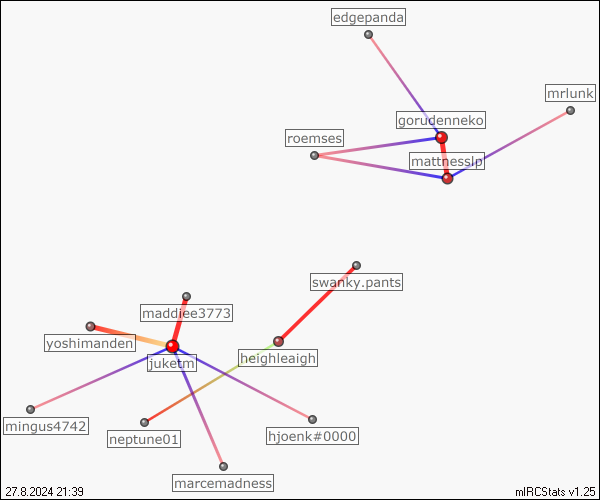 edgepanda
mrlunk
gorudenneko
roemses
mattnesslp
swanky.pants
maddiee3773
yoshimanden
heighleaigh
juketm
mingus4742
neptune01
hjoenk#0000
marcemadness
27.8.2024 21:39
mIRCStats v1.25